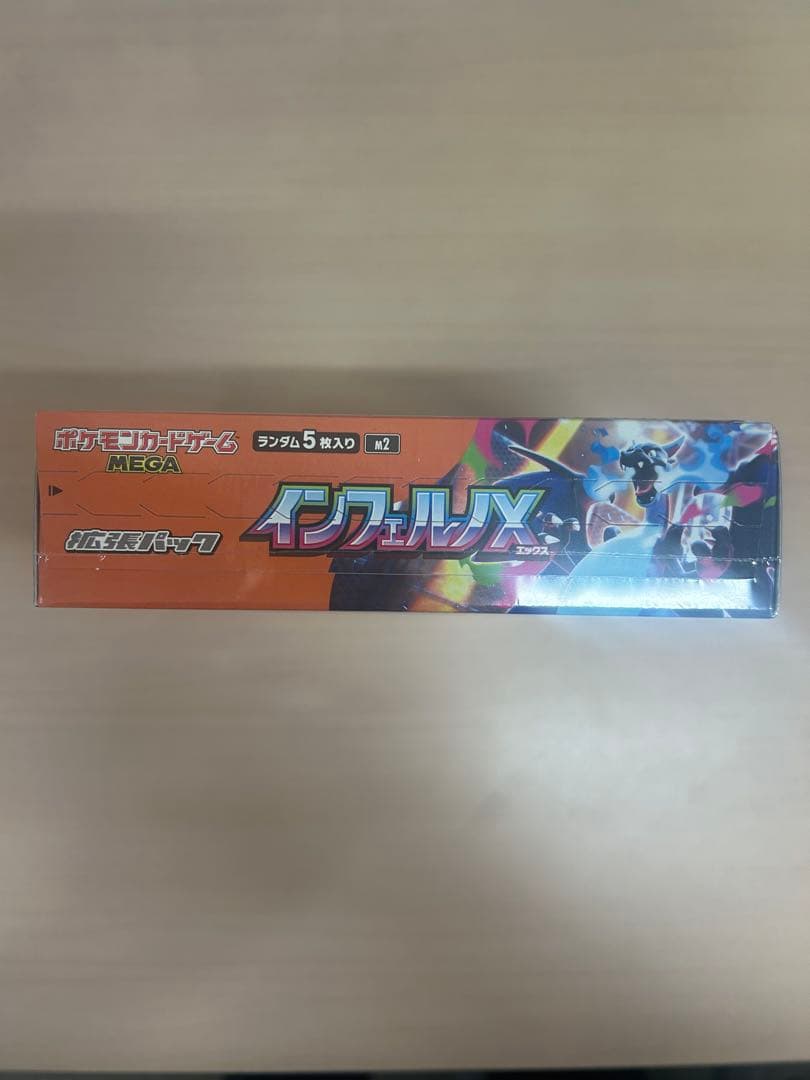 ポケモンカードゲーム
MEGA
ランダム5枚入り
M2
拡張パック
インフェルノX
エックス